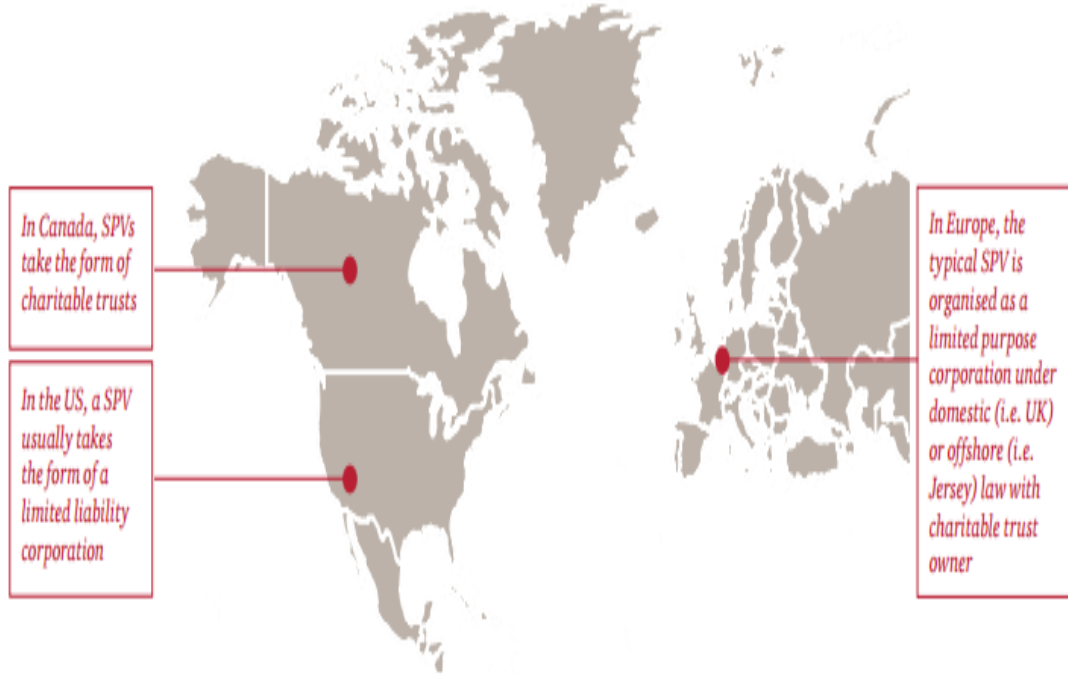 In Canada, SPVs
take the form of
charitable trusts
In the US, a SPV
usually takes
the form of a
limited liability
corporation
In Europe, the
typical SPV is
organised as a
limited purpose
corporation under
domestic (i.e. UK)
or offshore (i.e.
Jersey) law with
charitable trust
owner